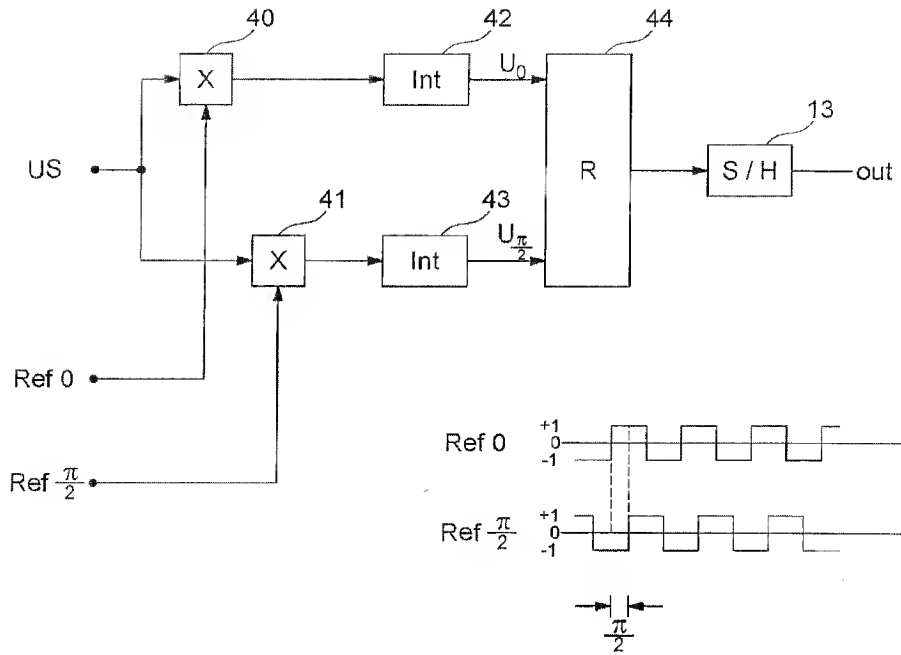 40
42
44
X
Int
U0
13
US
R
S / H
out
41
43
X
Int
Uπ/2
Ref 0
Ref π/2
Ref 0
+1
0
-1
Ref π/2
+1
0
-1
π/2